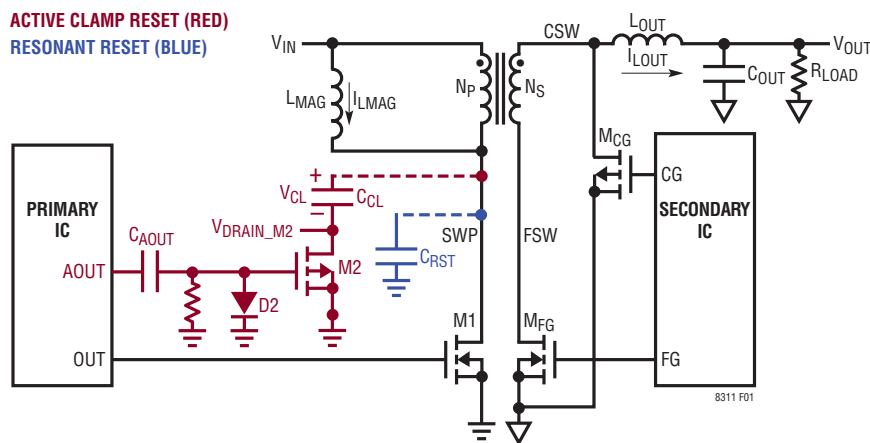 ACTIVE CLAMP RESET (RED)
RESONANT RESET (BLUE)
VIN
CSW
LOUT
ILOUT
VOUT
COUT
RLOAD
LMAG
ILMAG
NP
NS
MCG
CG
PRIMARY
IC
SECONDARY
IC
+
VCL
–
CCL
VDRAIN_M2
CAOUT
AOUT
M2
D2
SWP
CRST
FSW
M1
MFG
OUT
FG
8311 F01